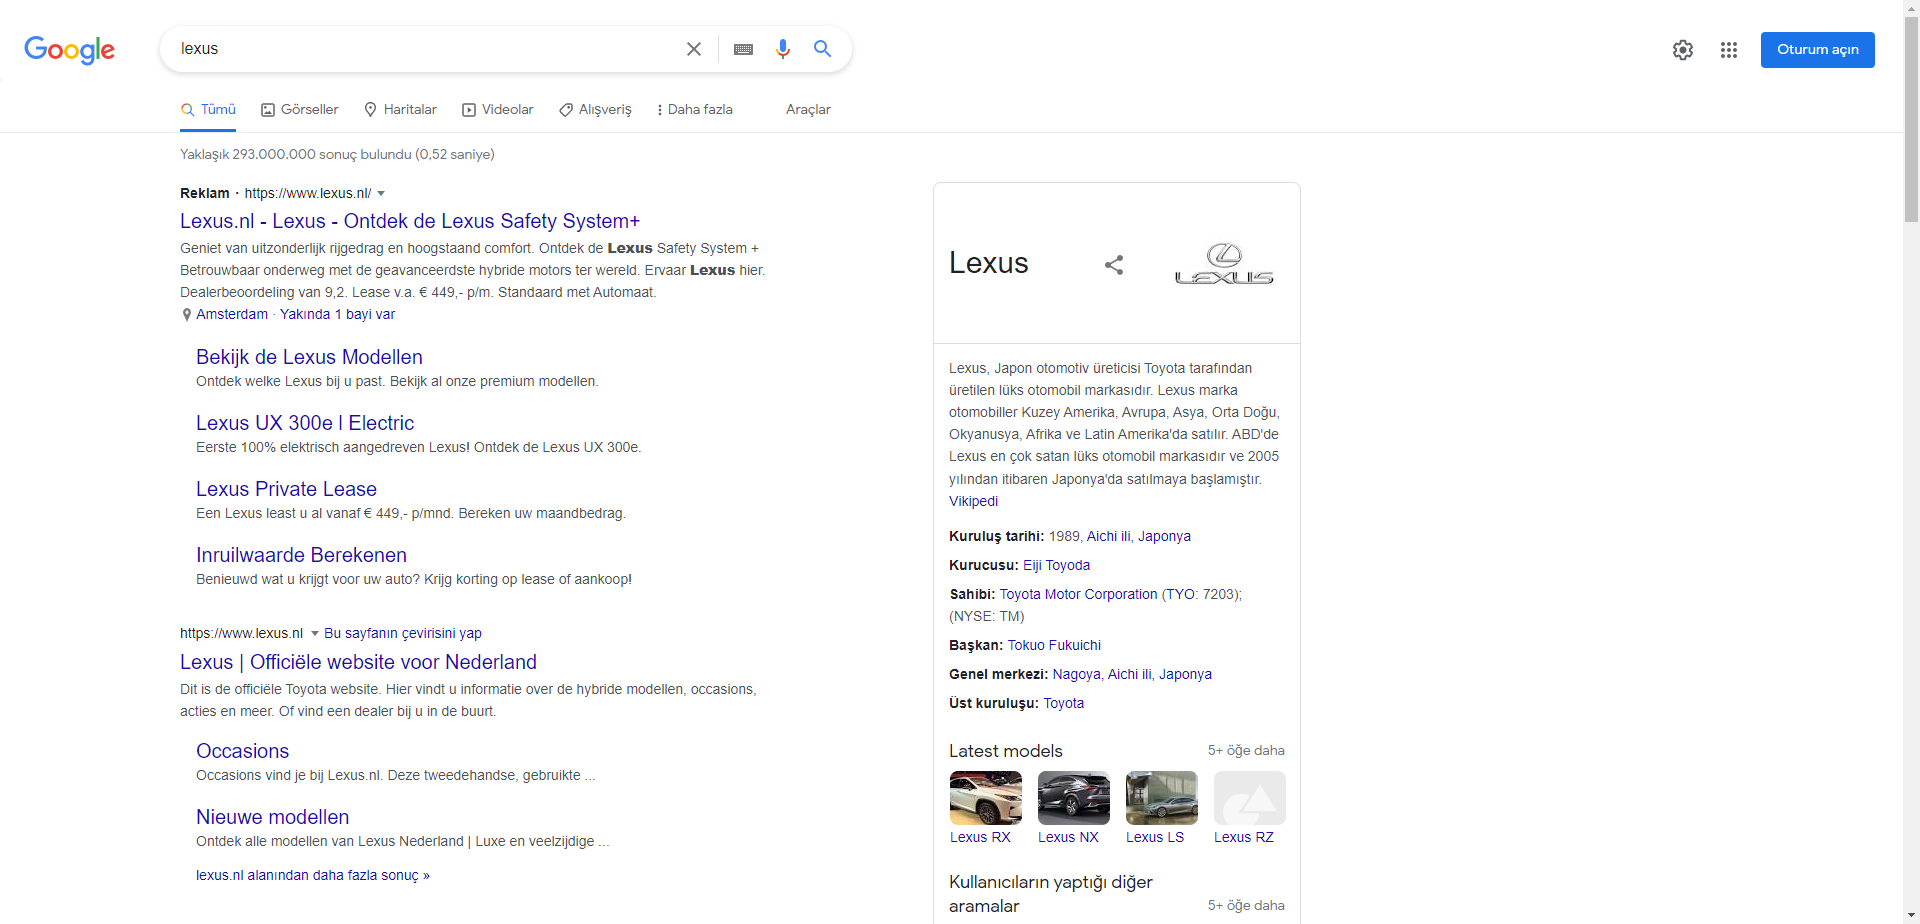 Google
lexus
Oturum açın
Tümü
Görseller
Haritalar
Videolar
Alışveriş
Daha fazla
Araçlar
Yaklaşık 293.000.000 sonuç bulundu (0,52 saniye)
Reklam · https://www.lexus.nl/
Lexus.nl - Lexus - Ontdek de Lexus Safety System+
Geniet van uitzonderlijk rijgedrag en hoogstaand comfort. Ontdek de Lexus Safety System +
Betrouwbaar onderweg met de geavanceerdste hybride motors ter wereld. Ervaar Lexus hier.
Dealerbeoordeling van 9,2. Lease v.a. € 449,- p/m. Standaard met Automaat.
Amsterdam · Yakında 1 bayi var
Bekijk de Lexus Modellen
Ontdek welke Lexus bij u past. Bekijk al onze premium modellen.
Lexus UX 300e | Electric
Eerste 100% elektrisch aangedreven Lexus! Ontdek de Lexus UX 300e.
Lexus Private Lease
Een Lexus least u al vanaf € 449,- p/mnd. Bereken uw maandbedrag.
Inruilwaarde Berekenen
Benieuwd wat u krijgt voor uw auto? Krijg korting op lease of aankoop!
https://www.lexus.nl Bu sayfanın çevirisini yap
Lexus | Officiële website voor Nederland
Dit is de officiële Toyota website. Hier vindt u informatie over de hybride modellen, occasions,
acties en meer. Of vind een dealer bij u in de buurt.
Occasions
Occasions vind je bij Lexus.nl. Deze tweedehandse, gebruikte ...
Nieuwe modellen
Ontdek alle modellen van Lexus Nederland | Luxe en veelzijdige ...
lexus.nl alanından daha fazla sonuç »
Lexus
LEXUS
Lexus, Japon otomotiv üreticisi Toyota tarafından
üretilen lüks otomobil markasıdır. Lexus marka
otomobiller Kuzey Amerika, Avrupa, Asya, Orta Doğu,
Okyanusya, Afrika ve Latin Amerika'da satılır. ABD'de
Lexus en çok satan lüks otomobil markasıdır ve 2005
yılından itibaren Japonya'da satılmaya başlamıştır.
Vikipedi
Kuruluş tarihi: 1989, Aichi ili, Japonya
Kurucusu: Eiji Toyoda
Sahibi: Toyota Motor Corporation (TYO: 7203);
(NYSE: TM)
Başkan: Tokuo Fukuichi
Genel merkezi: Nagoya, Aichi ili, Japonya
Üst kuruluşu: Toyota
Latest models
5+ öğe daha
Lexus RX
Lexus NX
Lexus LS
Lexus RZ
Kullanıcıların yaptığı diğer
aramalar
5+ öğe daha